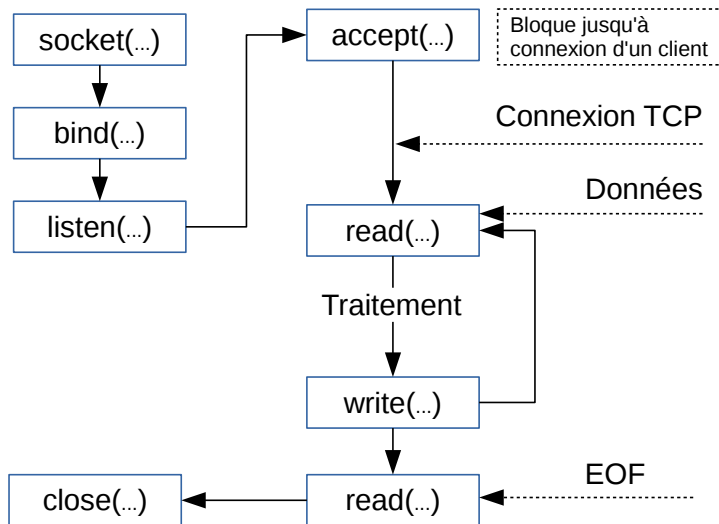 socket(...)
bind(...)
listen(...)
accept(...)
Bloque jusqu'à
connexion d'un client
Connexion TCP
Données
read(...)
Traitement
write(...)
EOF
read(...)
close(...)